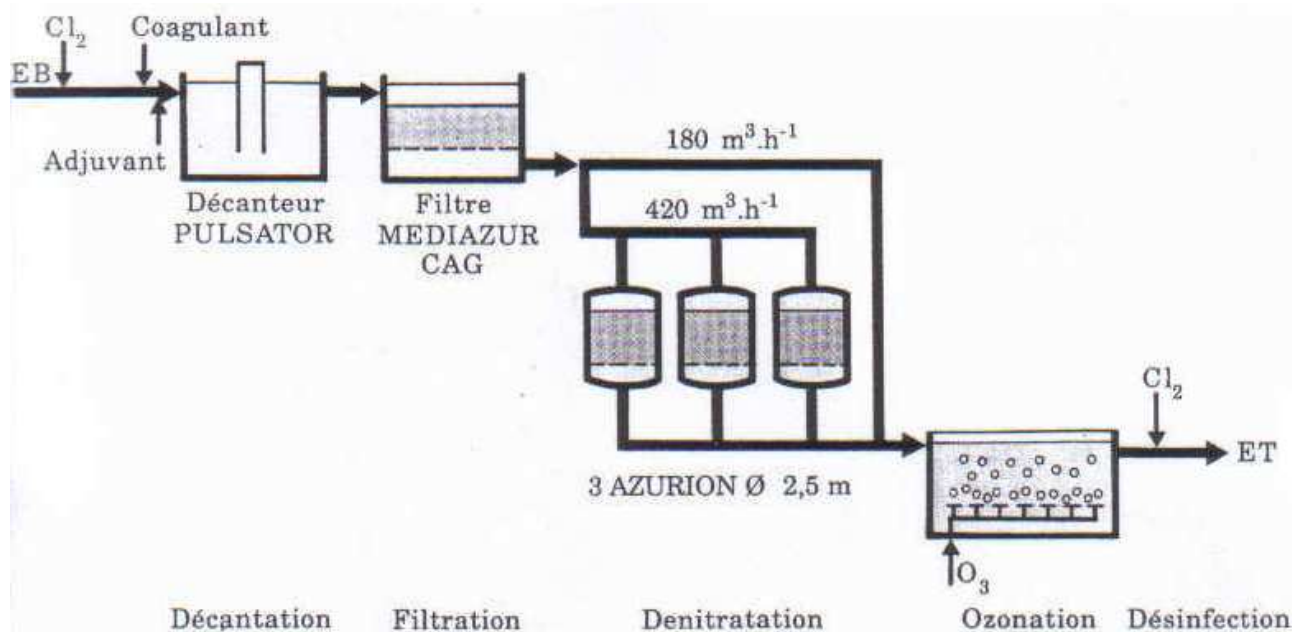 Cl₂ Coagulant
EB
Adjuvant
Décanteur
PULSATOR
Filtre
MEDIAZUR
CAG
180 m³.h⁻¹
420 m³.h⁻¹
3 AZURION Ø 2,5 m
O₃
Cl₂
ET
Décantation Filtration Denitratation Ozonation Désinfection